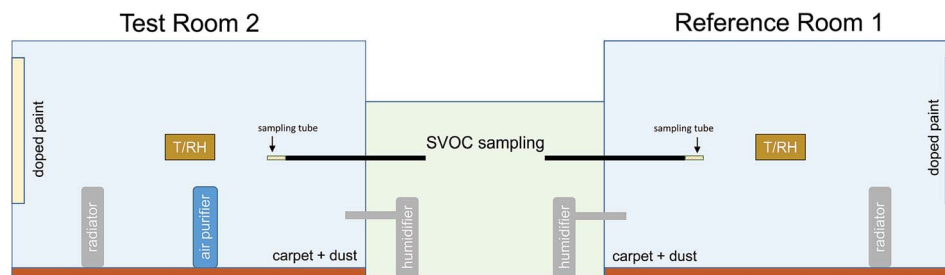 Test Room 2
Reference Room 1
doped paint
T/RH
sampling tube
SVOC sampling
sampling tube
T/RH
doped paint
radiator
air purifier
carpet + dust
humidifier
humidifier
carpet + dust
radiator